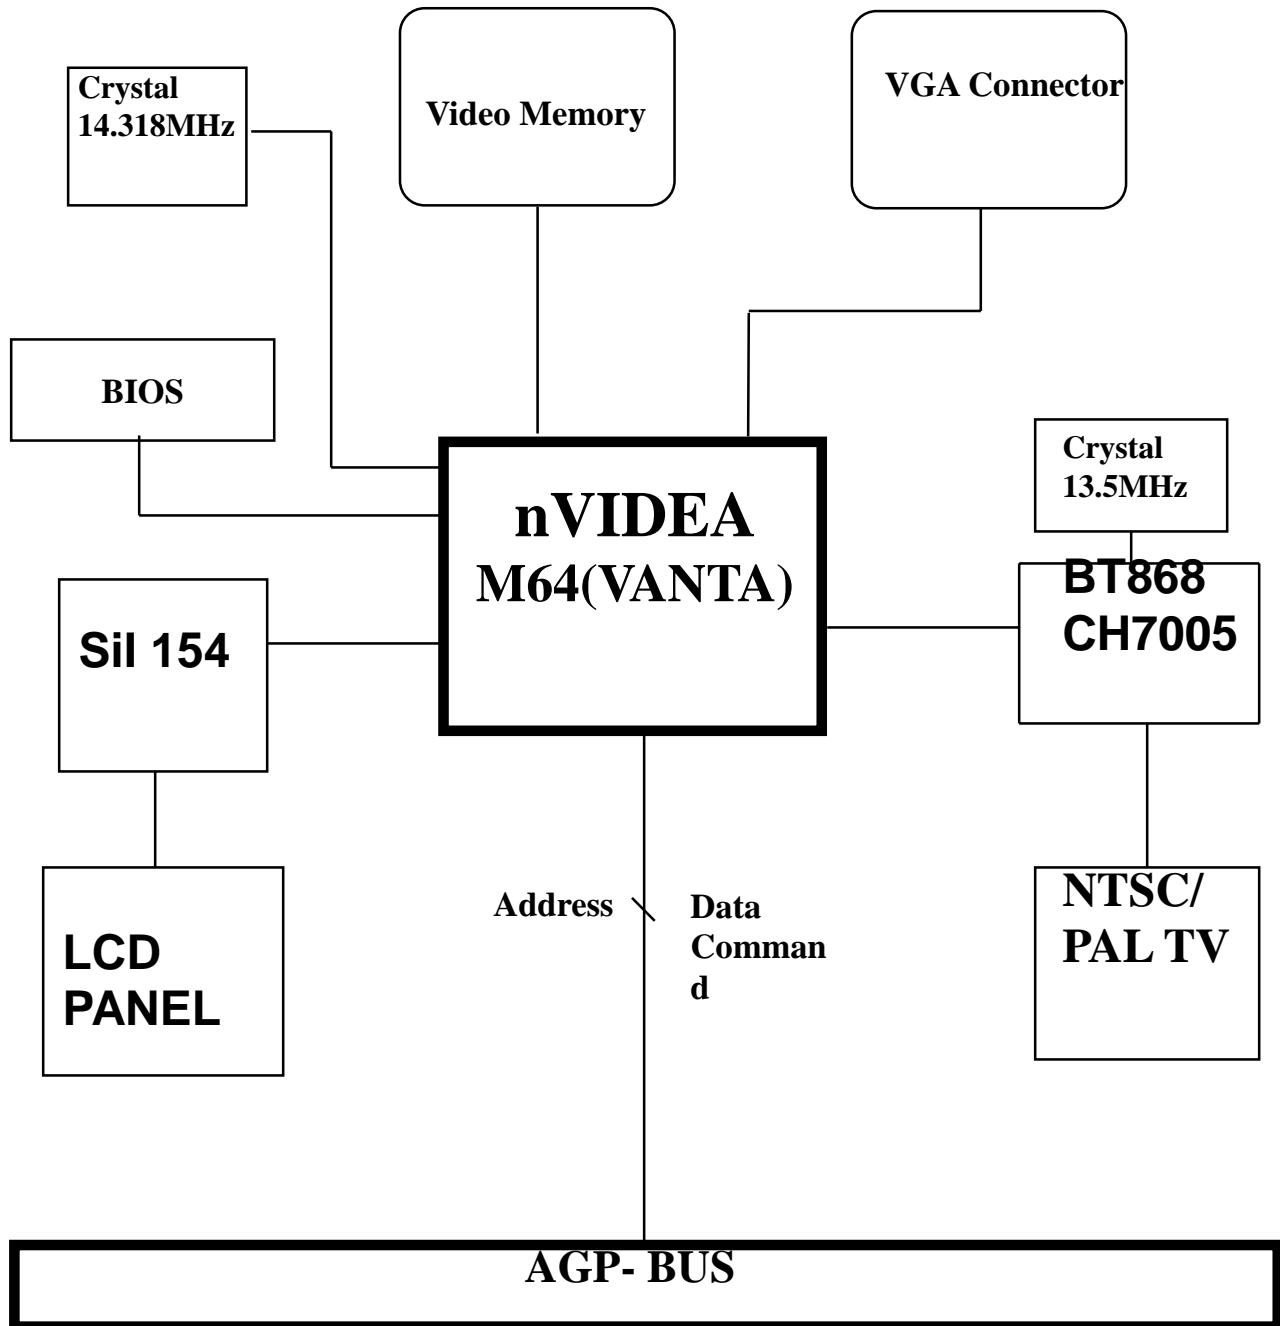 Crystal
14.318MHz
Video Memory
VGA Connector
BIOS
nVIDEA
M64(VANTA)
Crystal
13.5MHz
BT868
CH7005
SiI 154
LCD
PANEL
Address
Data
Comman
d
NTSC/
PAL TV
AGP- BUS